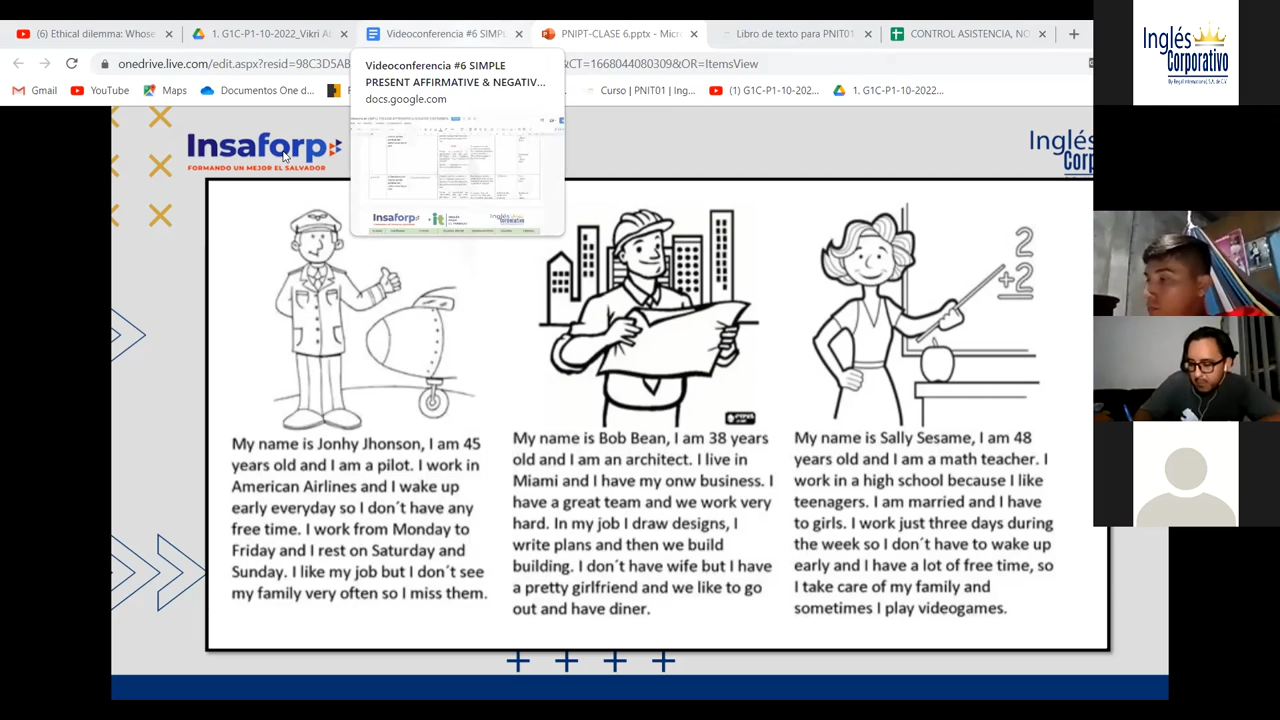 (6) Ethical dilemma: Whose
1. G1C-P1-10-2022_Vikri Al
Videoconferencia #6 SIMPL
PNIPT-CLASE 6.pptx - Micros
Libro de texto para PNIT01
CONTROL ASISTENCIA, NO
onedrive.live.com/edit.aspx?resid=98C3D5AB
CT=1668044080309&OR=ItemsView
Videoconferencia #6 SIMPLE
PRESENT AFFIRMATIVE & NEGATIV...
docs.google.com
Gmail
YouTube
Maps
Documentos One d...
Curso | PNIT01 | Ing...
(1) G1C-P1-10-2022...
1. G1C-P1-10-2022...
Insaforp
FORMANDO UN MEJOR EL SALVADOR
Inglés
Corp
Insaforp
Inglés
Corporativo
2
+2
My name is Jonhy Jhonson, I am 45
years old and I am a pilot. I work in
American Airlines and I wake up
early everyday so I don´t have any
free time. I work from Monday to
Friday and I rest on Saturday and
Sunday. I like my job but I don´t see
my family very often so I miss them.
My name is Bob Bean, I am 38 years
old and I am an architect. I live in
Miami and I have my onw business. I
have a great team and we work very
hard. In my job I draw designs, I
write plans and then we build
building. I don´t have wife but I have
a pretty girlfriend and we like to go
out and have diner.
My name is Sally Sesame, I am 48
years old and I am a math teacher. I
work in a high school because I like
teenagers. I am married and I have
to girls. I work just three days during
the week so I don´t have to wake up
early and I have a lot of free time, so
I take care of my family and
sometimes I play videogames.